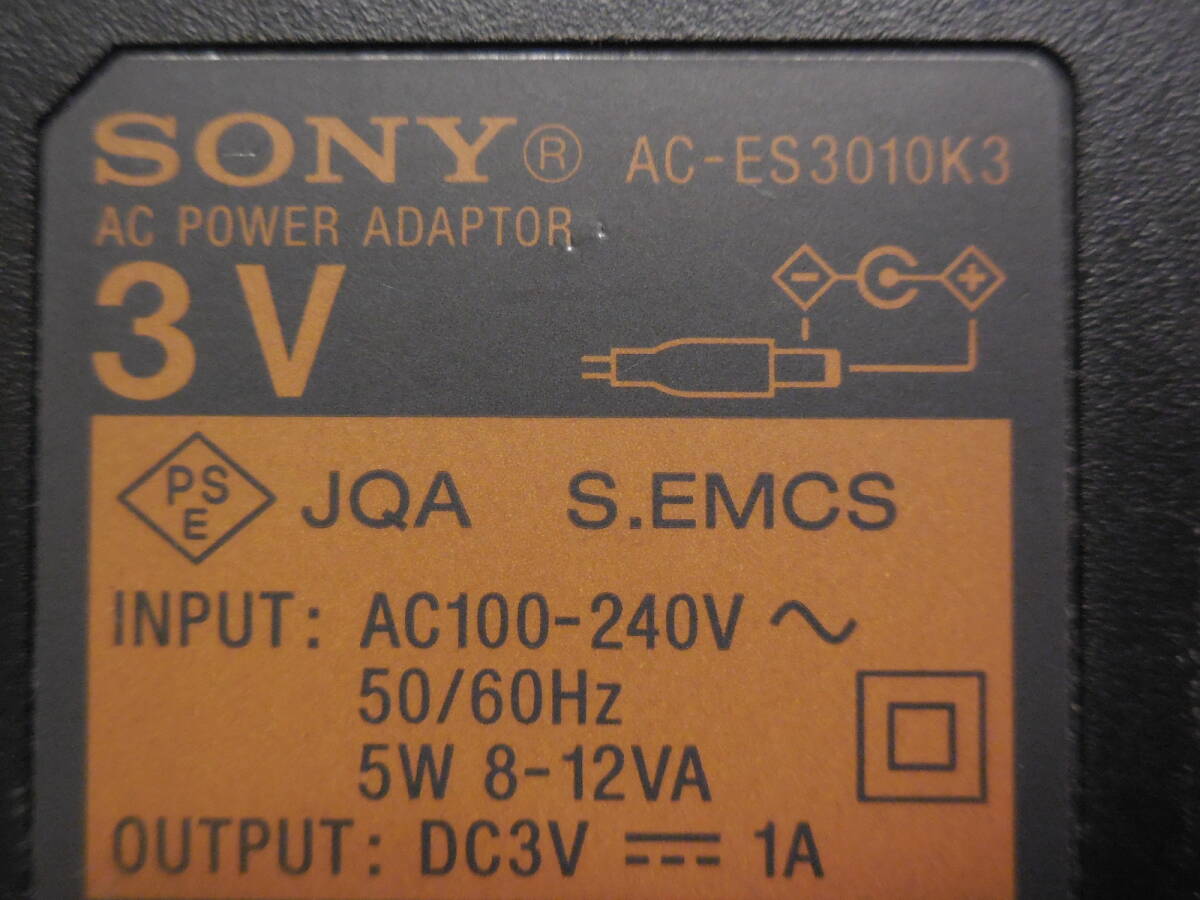 SONY® AC-ES3010K3
AC POWER ADAPTOR
3V
- +
PSE JQA S.EMCS
INPUT: AC100-240V ~
50/60Hz
5W 8-12VA
OUTPUT: DC3V ⎓ 1A